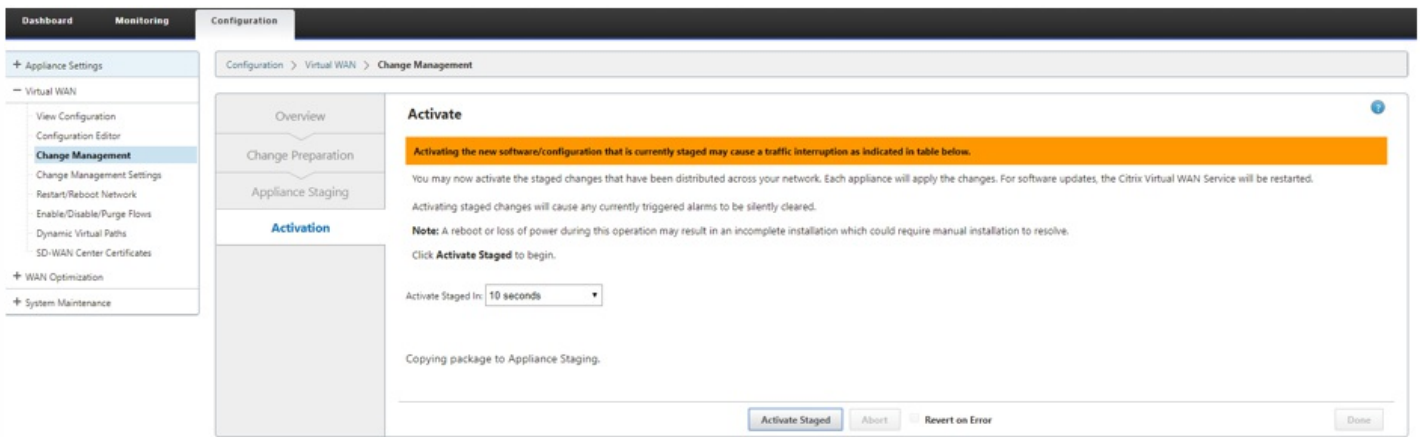 Dashboard Monitoring Configuration
+ Appliance Settings
− Virtual WAN
View Configuration
Configuration Editor
Change Management
Change Management Settings
Restart/Reboot Network
Enable/Disable/Purge Flows
Dynamic Virtual Paths
SD-WAN Center Certificates
+ WAN Optimization
+ System Maintenance
Configuration > Virtual WAN > Change Management
Overview
Change Preparation
Appliance Staging
Activation
Activate
?
Activating the new software/configuration that is currently staged may cause a traffic interruption as indicated in table below.
You may now activate the staged changes that have been distributed across your network. Each appliance will apply the changes. For software updates, the Citrix Virtual WAN Service will be restarted.
Activating staged changes will cause any currently triggered alarms to be silently cleared.
Note: A reboot or loss of power during this operation may result in an incomplete installation which could require manual installation to resolve.
Click Activate Staged to begin.
Activate Staged In: 10 seconds
Copying package to Appliance Staging.
Activate Staged Abort Revert on Error Done